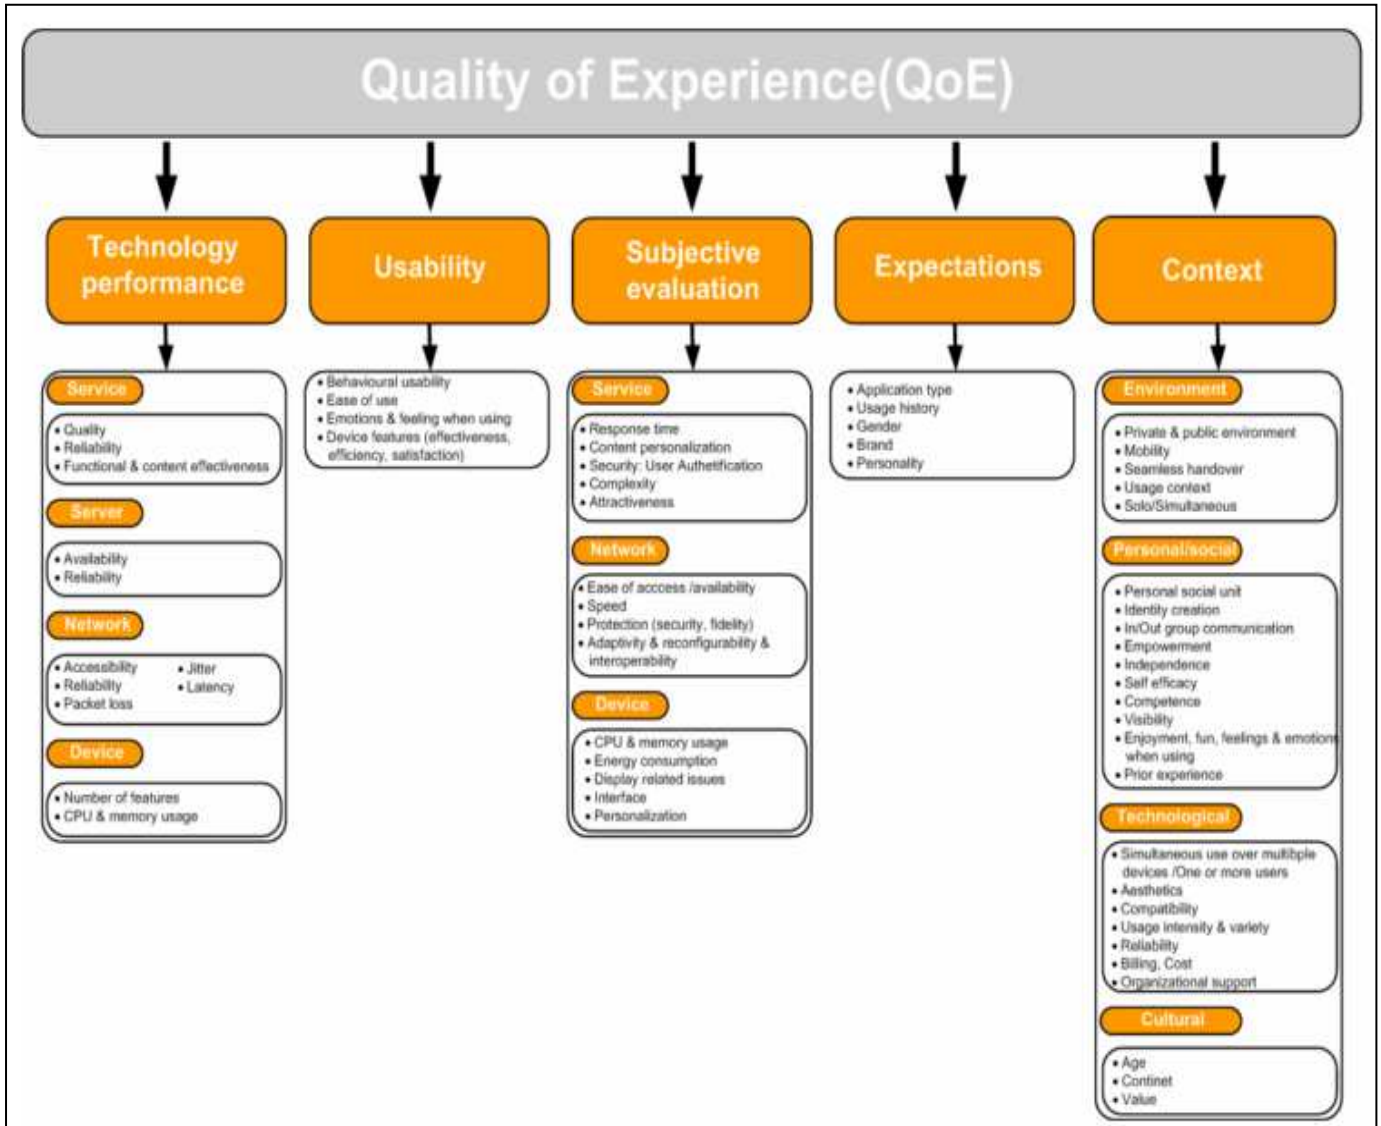 Quality of Experience(QoE)
Technology
performance
Service
• Quality
• Reliability
• Functional & content effectiveness
Server
• Availability
• Reliability
Network
• Accessibility
• Reliability
• Packet loss
• Jitter
• Latency
Device
• Number of features
• CPU & memory usage
Usability
• Behavioural usability
• Ease of use
• Emotions & feeling when using
• Device features (effectiveness,
efficiency, satisfaction)
Subjective
evaluation
Service
• Response time
• Content personalization
• Security: User Authetification
• Complexity
• Attractiveness
Network
• Ease of acccess /availability
• Speed
• Protection (security, fidelity)
• Adaptivity & reconfigurability &
interoperability
Device
• CPU & memory usage
• Energy consumption
• Display related issues
• Interface
• Personalization
Expectations
• Application type
• Usage history
• Gender
• Brand
• Personality
Context
Environment
• Private & public environment
• Mobility
• Seamless handover
• Usage context
• Solo/Simultaneous
Personal/social
• Personal social unit
• Identity creation
• In/Out group communication
• Empowerment
• Independence
• Self efficacy
• Competence
• Visibility
• Enjoyment, fun, feelings & emotions
when using
• Prior experience
Technological
• Simultaneous use over multibple
devices /One or more users
• Aesthetics
• Compatibility
• Usage intensity & variety
• Reliability
• Billing, Cost
• Organizational support
Cultural
• Age
• Continet
• Value